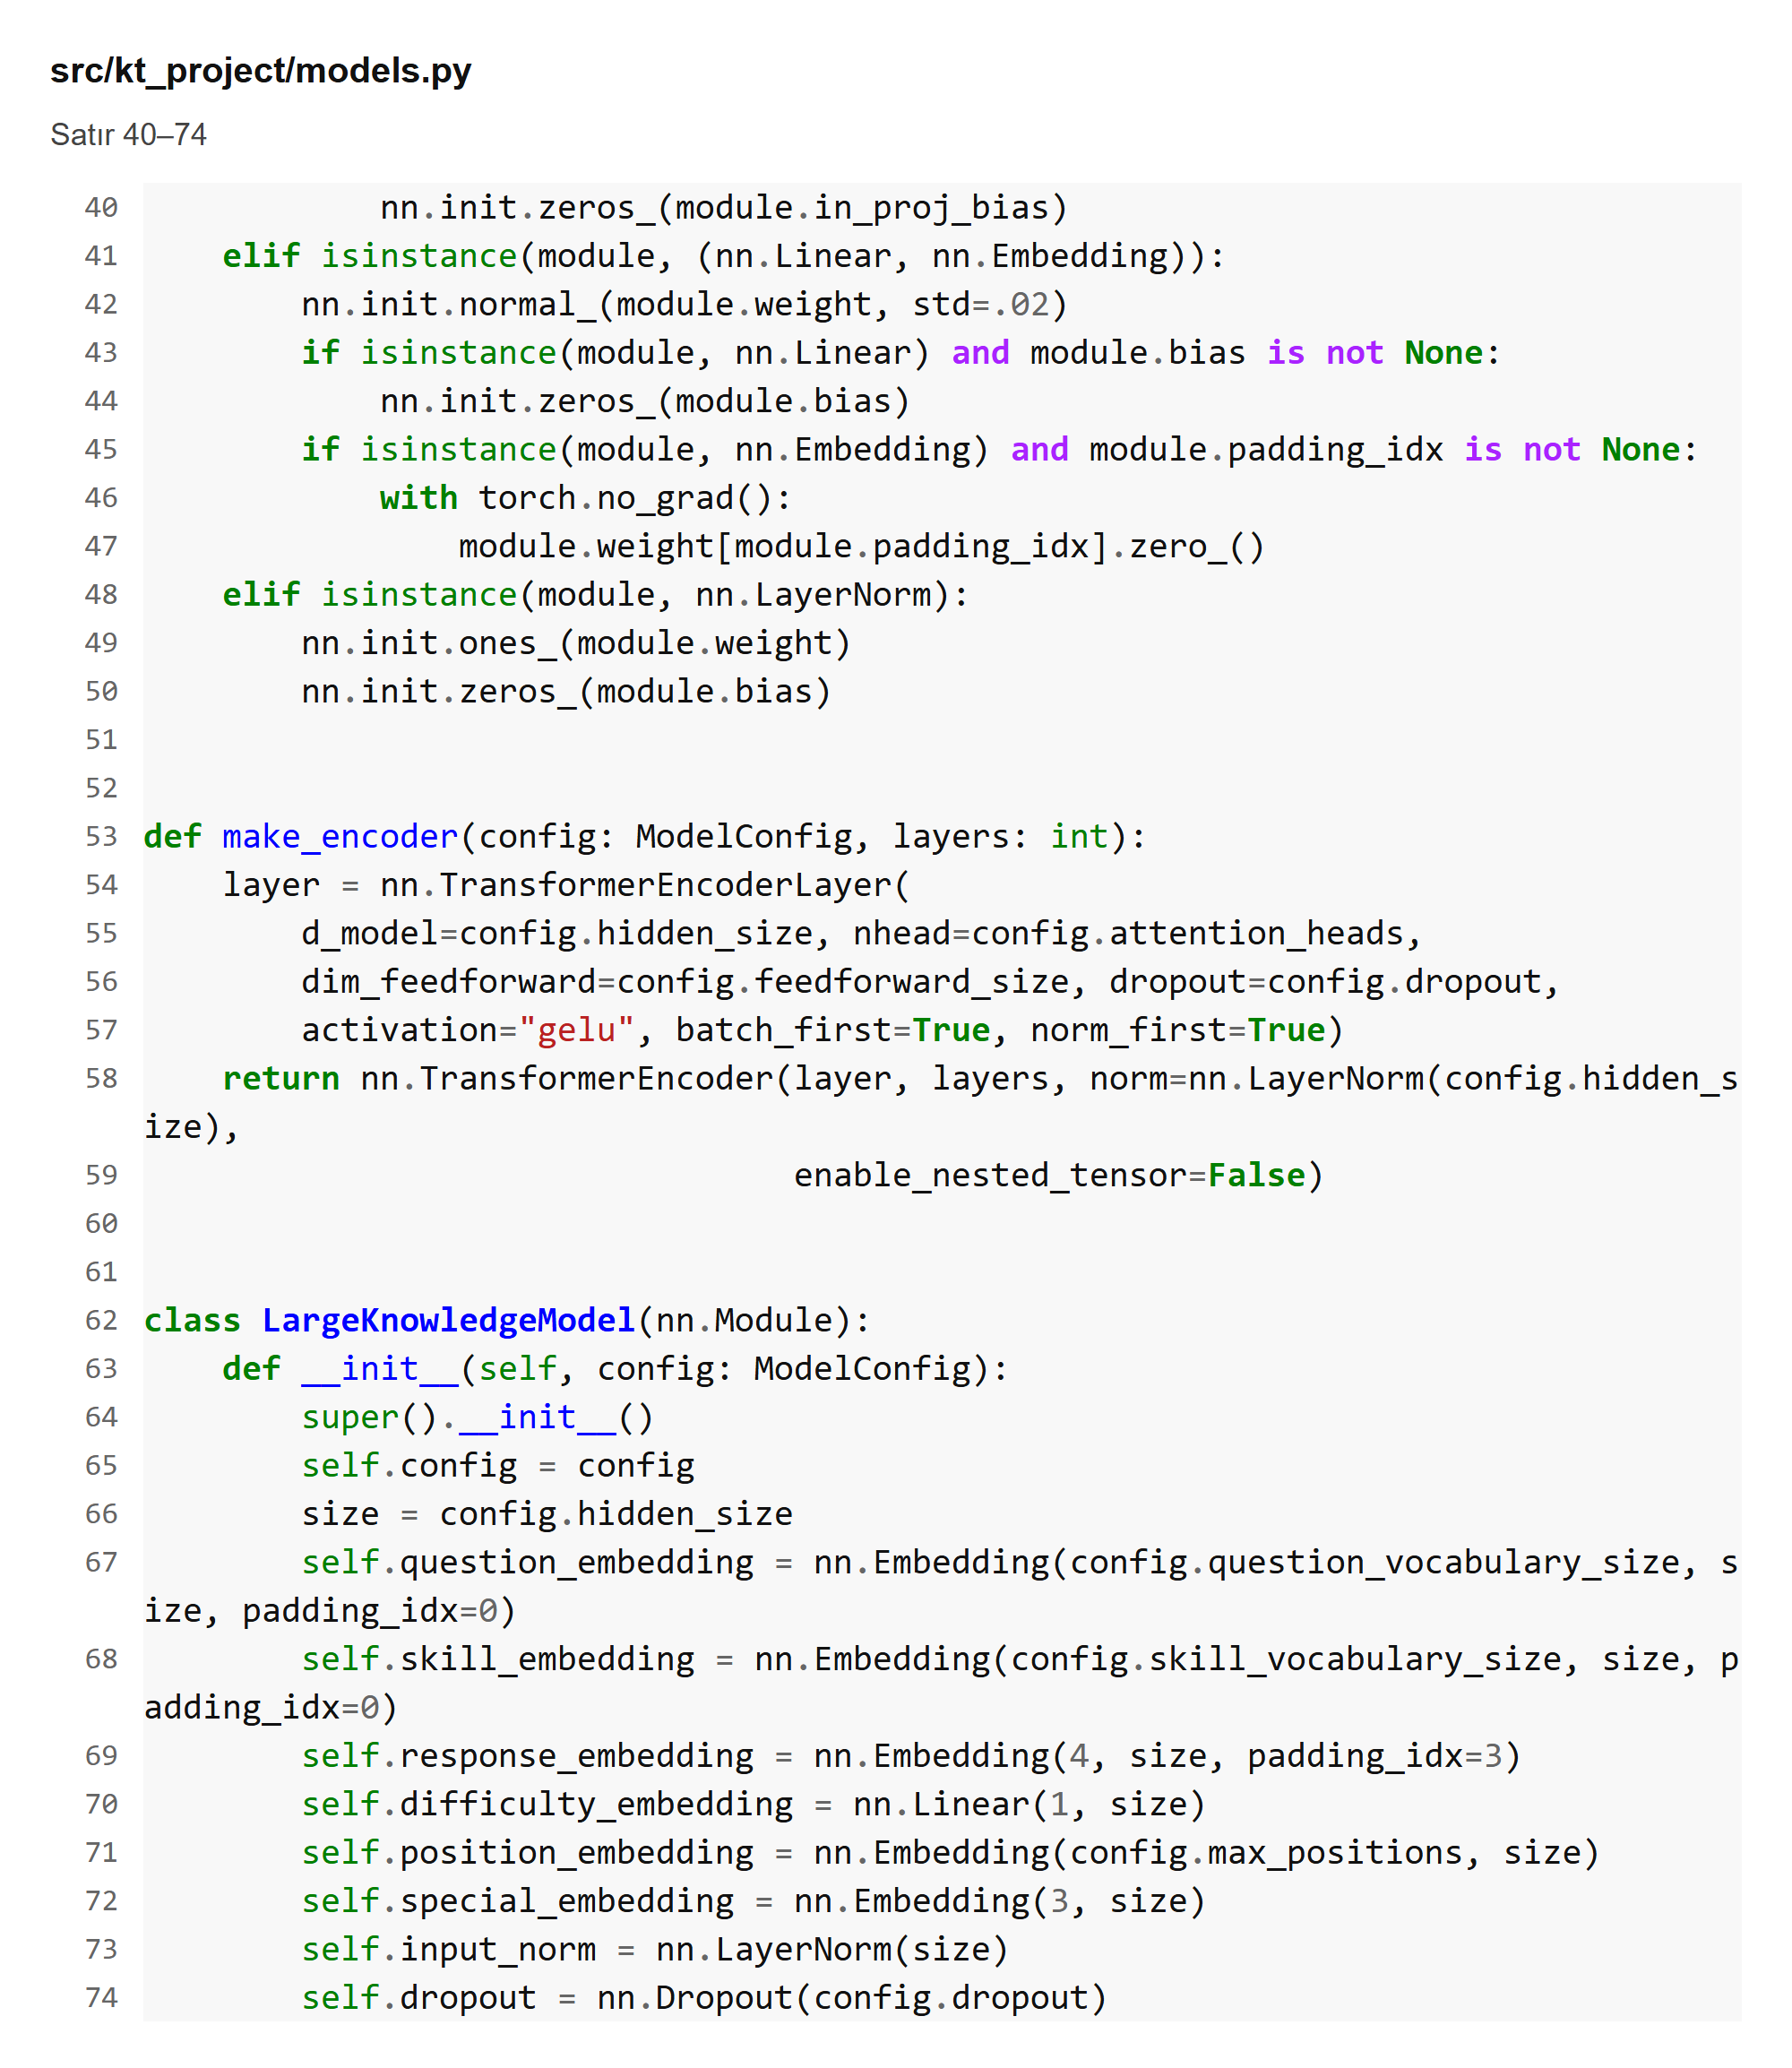 src/kt_project/models.py
Satır 40–74
40             nn.init.zeros_(module.in_proj_bias)
41     elif isinstance(module, (nn.Linear, nn.Embedding)):
42         nn.init.normal_(module.weight, std=.02)
43         if isinstance(module, nn.Linear) and module.bias is not None:
44             nn.init.zeros_(module.bias)
45         if isinstance(module, nn.Embedding) and module.padding_idx is not None:
46             with torch.no_grad():
47                 module.weight[module.padding_idx].zero_()
48     elif isinstance(module, nn.LayerNorm):
49         nn.init.ones_(module.weight)
50         nn.init.zeros_(module.bias)
51
52
53 def make_encoder(config: ModelConfig, layers: int):
54     layer = nn.TransformerEncoderLayer(
55         d_model=config.hidden_size, nhead=config.attention_heads,
56         dim_feedforward=config.feedforward_size, dropout=config.dropout,
57         activation="gelu", batch_first=True, norm_first=True)
58     return nn.TransformerEncoder(layer, layers, norm=nn.LayerNorm(config.hidden_s
ize),
59                                  enable_nested_tensor=False)
60
61
62 class LargeKnowledgeModel(nn.Module):
63     def __init__(self, config: ModelConfig):
64         super().__init__()
65         self.config = config
66         size = config.hidden_size
67         self.question_embedding = nn.Embedding(config.question_vocabulary_size, s
ize, padding_idx=0)
68         self.skill_embedding = nn.Embedding(config.skill_vocabulary_size, size, p
adding_idx=0)
69         self.response_embedding = nn.Embedding(4, size, padding_idx=3)
70         self.difficulty_embedding = nn.Linear(1, size)
71         self.position_embedding = nn.Embedding(config.max_positions, size)
72         self.special_embedding = nn.Embedding(3, size)
73         self.input_norm = nn.LayerNorm(size)
74         self.dropout = nn.Dropout(config.dropout)